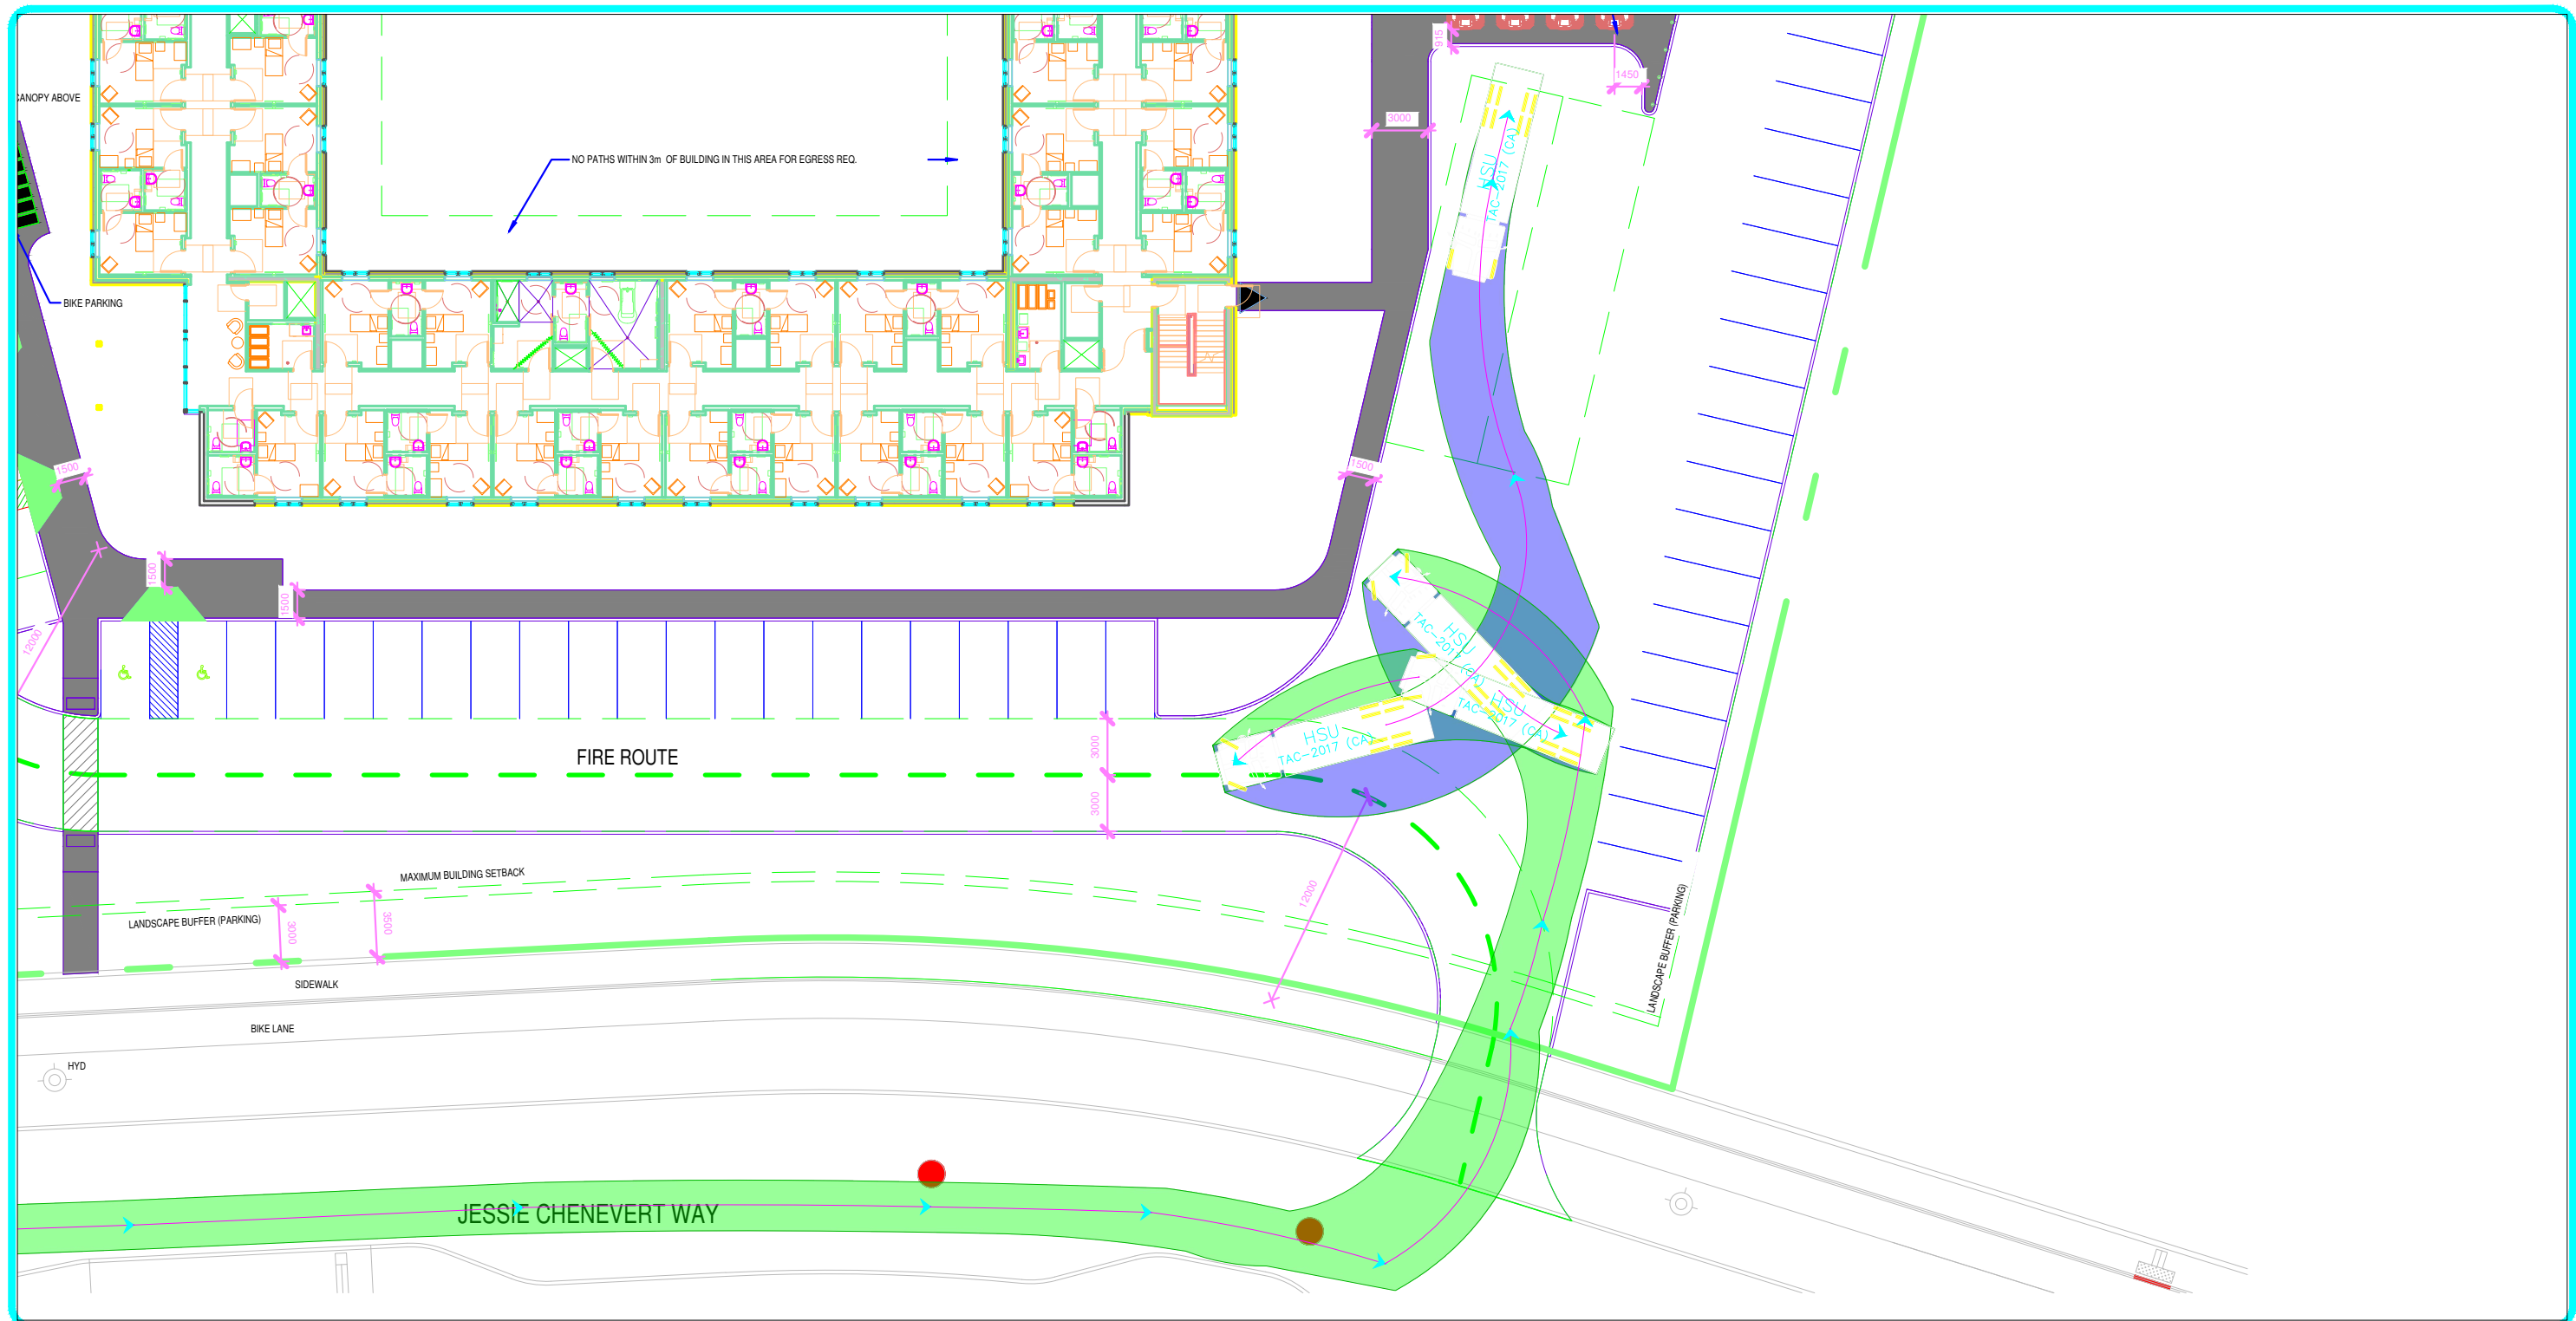 915
1450
CANOPY ABOVE
3000
HSU
TAC-2017 (CA)
NO PATHS WITHIN 3m OF BUILDING IN THIS AREA FOR EGRESS REQ.
BIKE PARKING
1500
1500
1500
1500
12000
HSU
TAC-2017 (CA)
HSU
TAC-2017 (CA)
HSU
TAC-2017 (CA)
FIRE ROUTE
3000
3000
MAXIMUM BUILDING SETBACK
LANDSCAPE BUFFER (PARKING)
3000
3500
12000
LANDSCAPE BUFFER (PARKING)
SIDEWALK
BIKE LANE
HYD
JESSIE CHENEVERT WAY